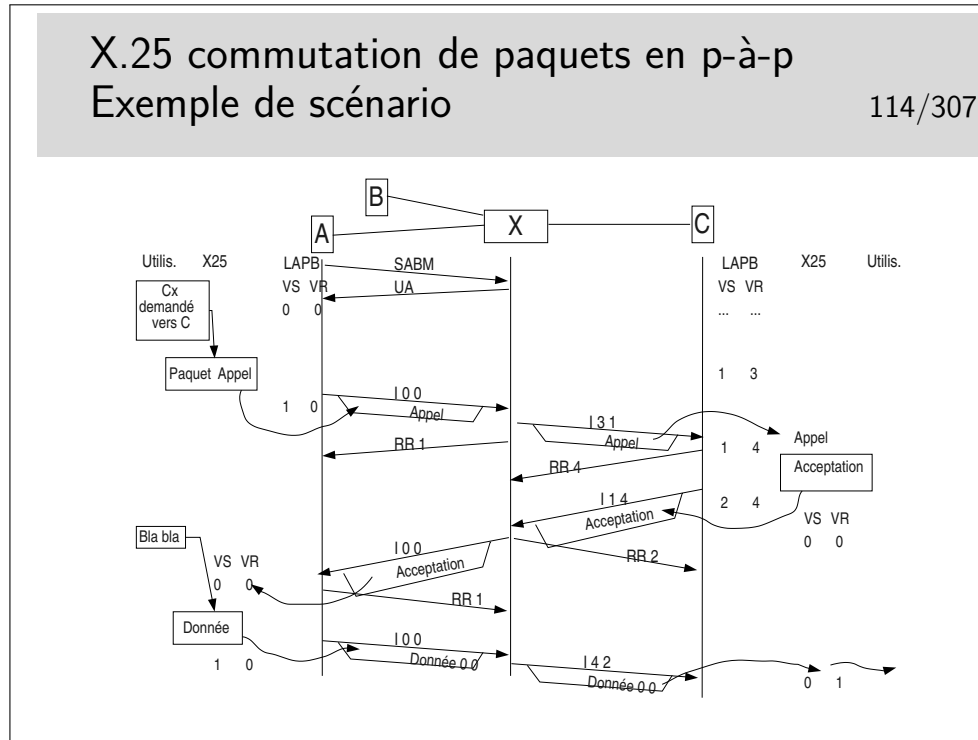 X.25 commutation de paquets en p-à-p
Exemple de scénario 114/307
B
X
C
A
Utilis. X25 LAPB SABM LAPB X25 Utilis.
VS VR UA VS VR
Cx
demandé
vers C
0 0 ... ...
Paquet Appel 1 3
I 0 0
1 0 Appel
I 3 1
Appel
RR 1 1 4 Appel
RR 4 Acceptation
I 1 4 2 4
Acceptation VS VR
0 0
Bla bla
I 0 0
VS VR Acceptation RR 2
0 0
RR 1
Donnée
I 0 0
1 0 Donnée 0 0 I 4 2
Donnée 0 0 0 1